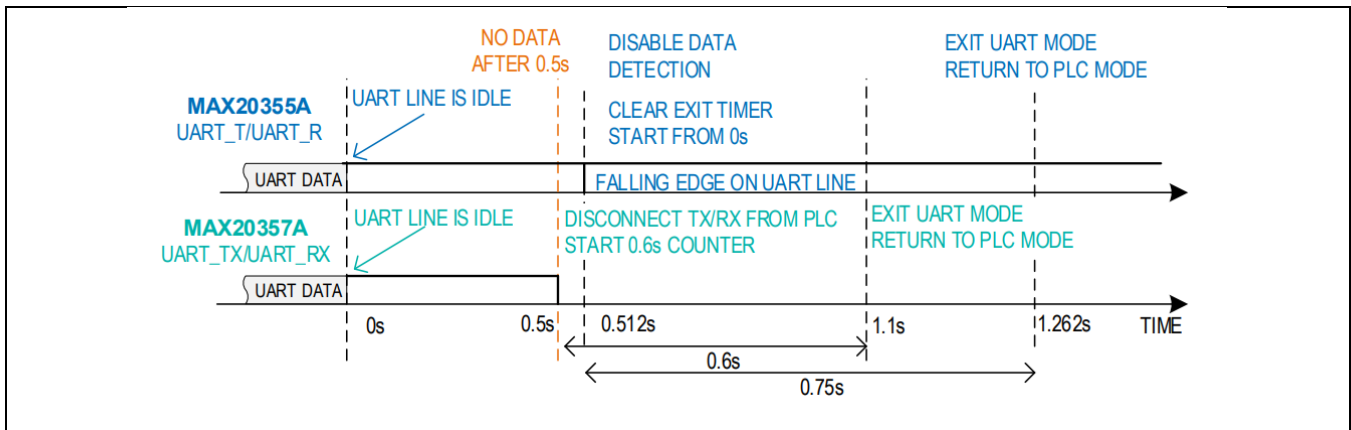 NO DATA
AFTER 0.5s
DISABLE DATA
DETECTION
EXIT UART MODE
RETURN TO PLC MODE
MAX20355A
UART_T/UART_R
UART LINE IS IDLE
CLEAR EXIT TIMER
START FROM 0s
UART DATA
FALLING EDGE ON UART LINE
MAX20357A
UART_TX/UART_RX
UART LINE IS IDLE
DISCONNECT TX/RX FROM PLC
START 0.6s COUNTER
EXIT UART MODE
RETURN TO PLC MODE
UART DATA
0s
0.5s
0.512s
1.1s
1.262s
TIME
0.6s
0.75s